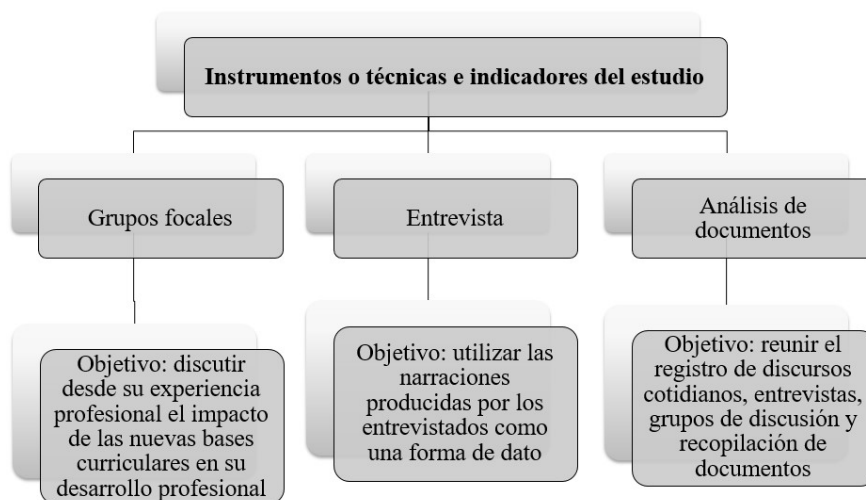 Instrumentos o técnicas e indicadores del estudio
Grupos focales
Entrevista
Análisis de
documentos
Objetivo: discutir
desde su experiencia
profesional el impacto
de las nuevas bases
curriculares en su
desarrollo profesional
Objetivo: utilizar las
narraciones
producidas por los
entrevistados como
una forma de dato
Objetivo: reunir el
registro de discursos
cotidianos, entrevistas,
grupos de discusión y
recopilación de
documentos